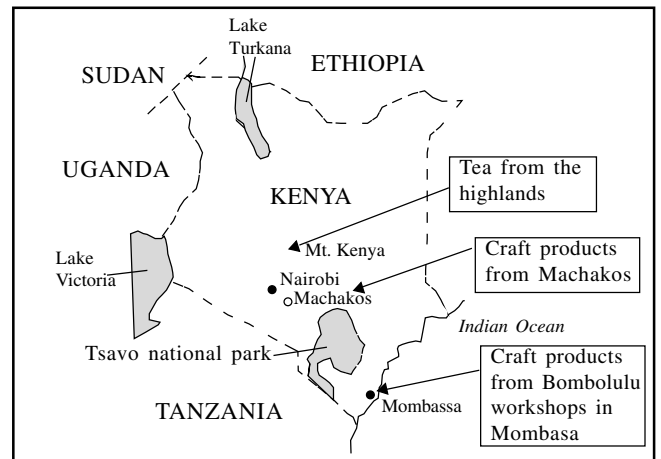 Lake
Turkana
ETHIOPIA
SUDAN
UGANDA
Tea from the
highlands
KENYA
Mt. Kenya
Lake
Victoria
Craft products
from Machakos
Nairobi
Machakos
Indian Ocean
Tsavo national park
Craft products
from Bombolulu
workshops in
Mombasa
TANZANIA
Mombassa